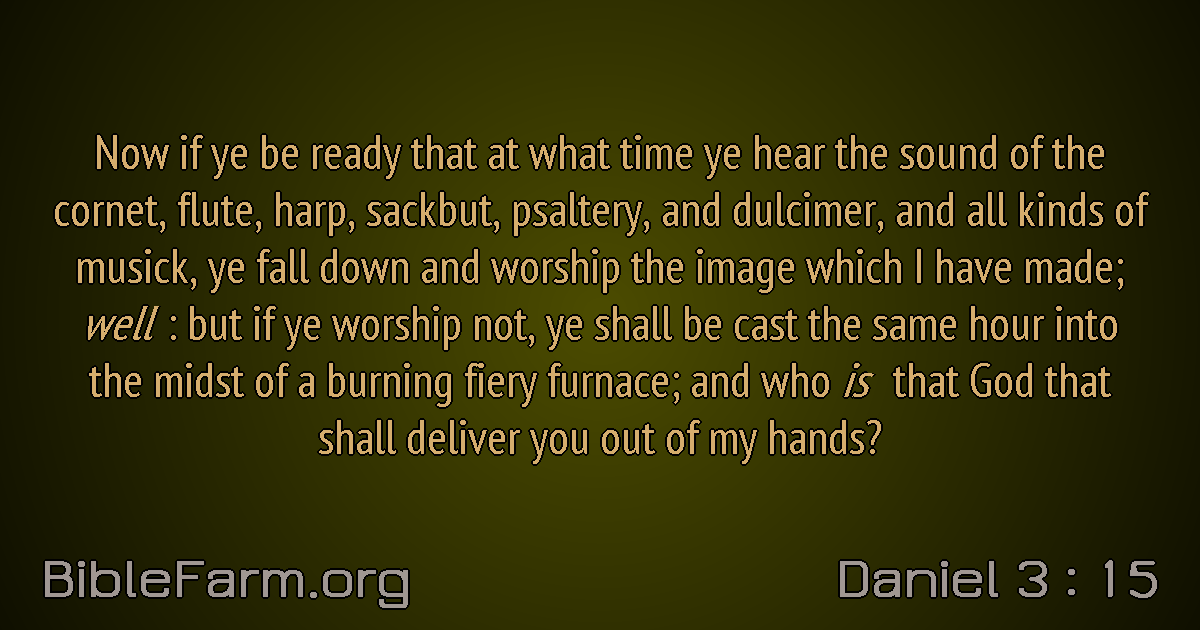 Now if ye be ready that at what time ye hear the sound of the
cornet, flute, harp, sackbut, psaltery, and dulcimer, and all kinds of
musick, ye fall down and worship the image which I have made;
well : but if ye worship not, ye shall be cast the same hour into
the midst of a burning fiery furnace; and who is that God that
shall deliver you out of my hands?
BibleFarm.org
Daniel 3 : 15